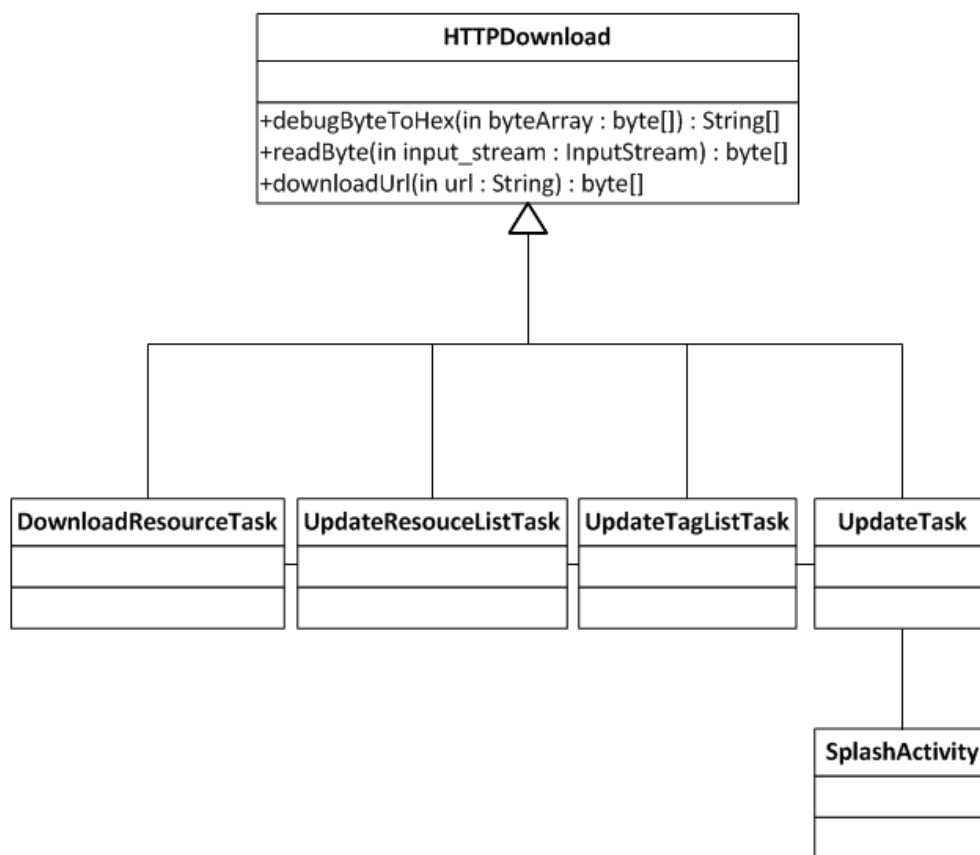 HTTPDownload
+debugByteToHex(in byteArray : byte[]) : String[]
+readByte(in input_stream : InputStream) : byte[]
+downloadUrl(in url : String) : byte[]
DownloadResourceTask
UpdateResouceListTask
UpdateTagListTask
UpdateTask
SplashActivity